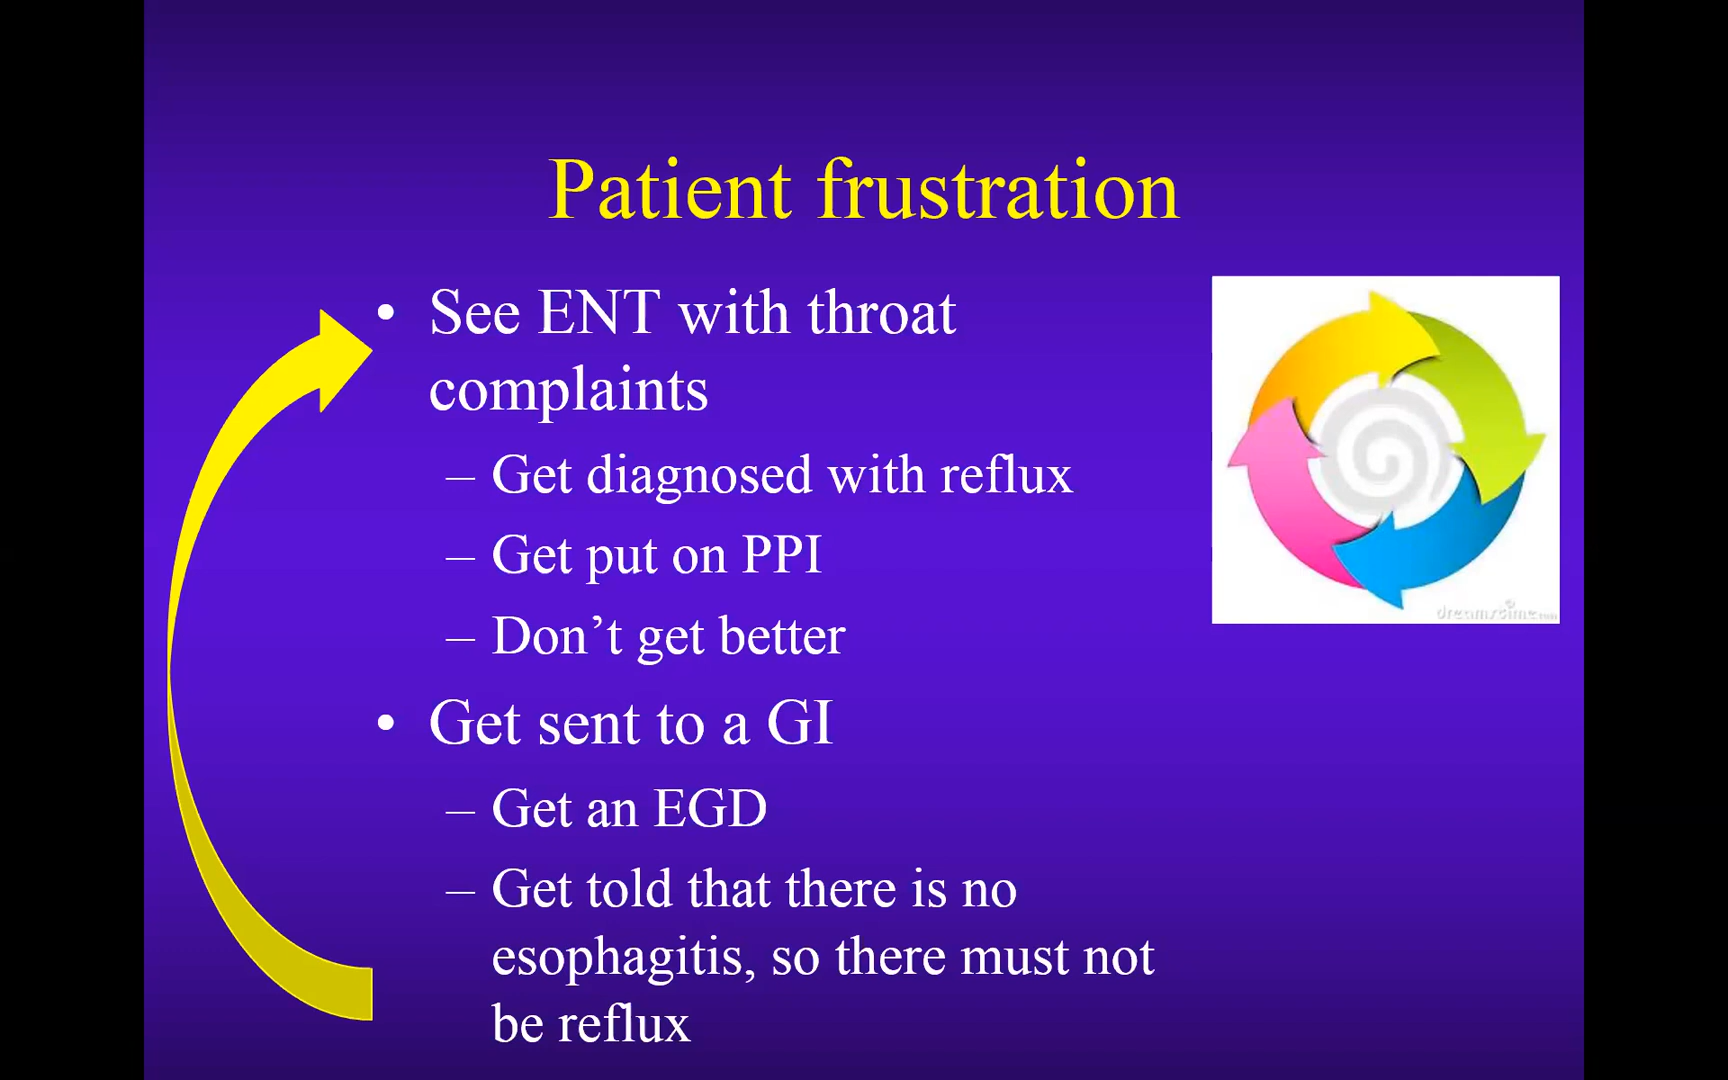 Patient frustration
• See ENT with throat
complaints
– Get diagnosed with reflux
– Get put on PPI
– Don’t get better
• Get sent to a GI
– Get an EGD
– Get told that there is no
esophagitis, so there must not
be reflux
dreamstime.com